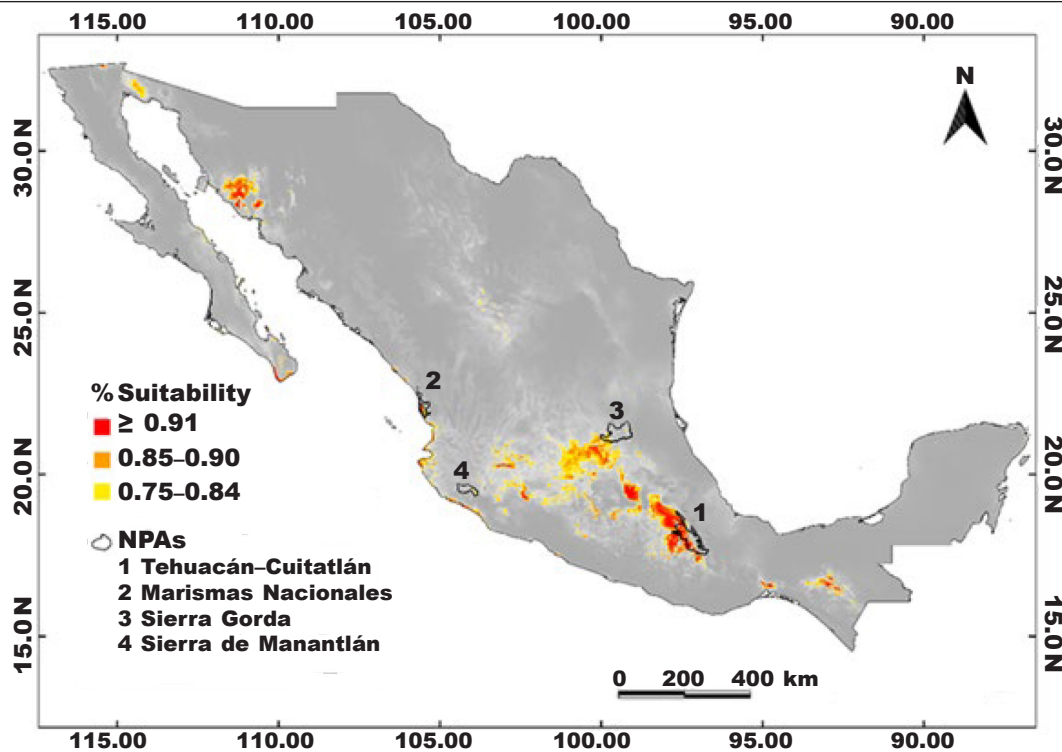 115.00 110.00 105.00 100.00 95.00 90.00
N
30.0N 30.0N
25.0N 25.0N
20.0N 20.0N
15.0N 15.0N
2
3
4
1
% Suitability
≥ 0.91
0.85–0.90
0.75–0.84
NPAs
1 Tehuacán–Cuitatlán
2 Marismas Nacionales
3 Sierra Gorda
4 Sierra de Manantlán
0 200 400 km
115.00 110.00 105.00 100.00 95.00 90.00